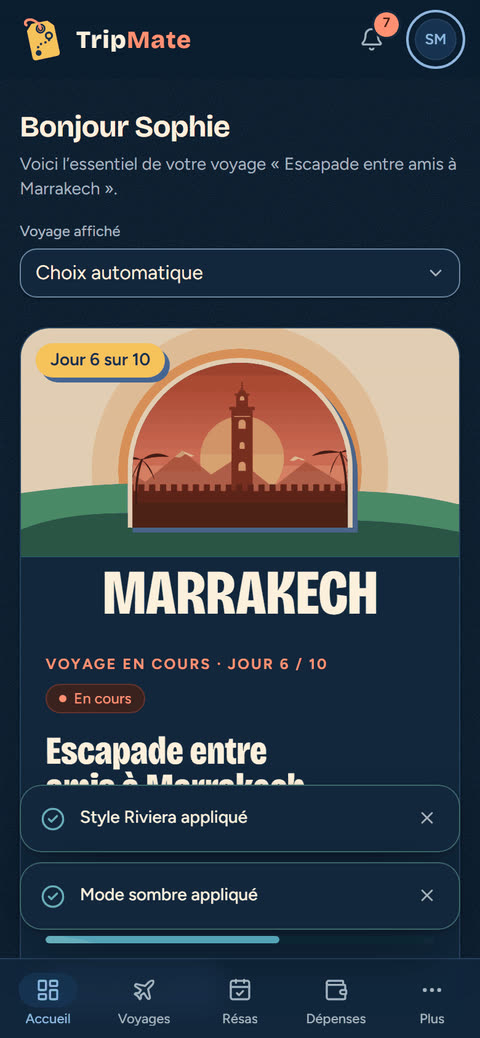 TripMate
7
SM
Bonjour Sophie
Voici l’essentiel de votre voyage « Escapade entre amis à
Marrakech ».
Voyage affiché
Choix automatique
Jour 6 sur 10
MARRAKECH
VOYAGE EN COURS · JOUR 6 / 10
En cours
Escapade entre
amis à Marrakech
Style Riviera appliqué
Mode sombre appliqué
Accueil
Voyages
Résas
Dépenses
Plus